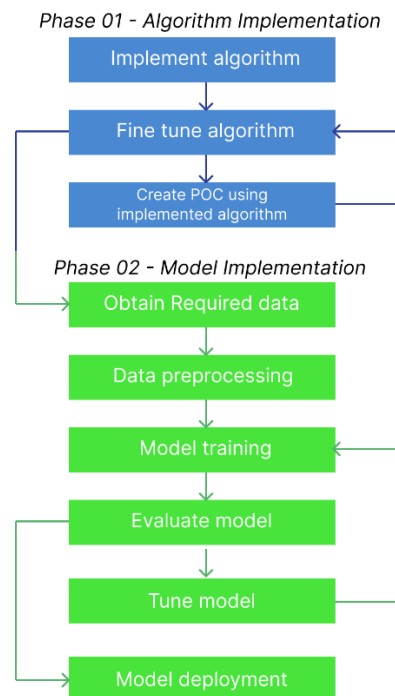 Phase 01 - Algorithm Implementation
Implement algorithm
Fine tune algorithm
Create POC using
implemented algorithm
Phase 02 - Model Implementation
Obtain Required data
Data preprocessing
Model training
Evaluate model
Tune model
Model deployment